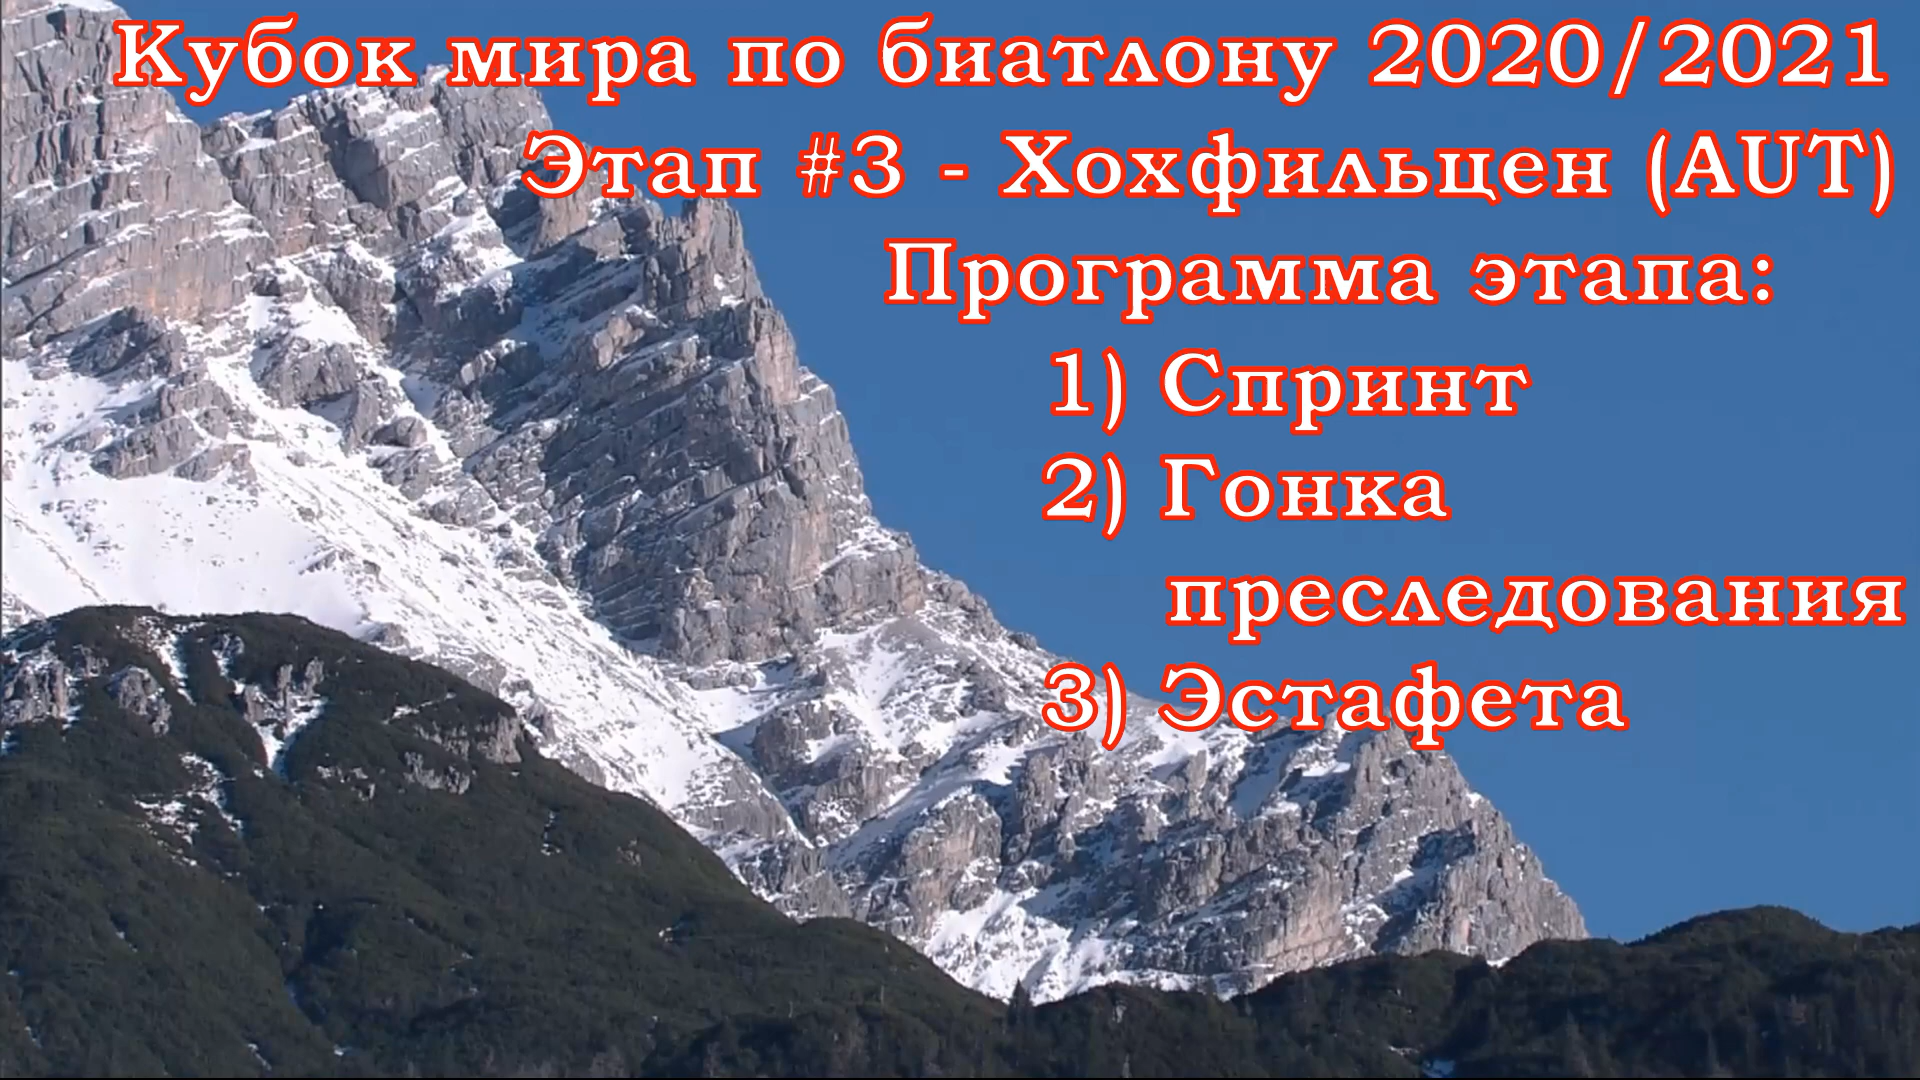 Кубок мира по биатлону 2020/2021
Этап #3 - Хохфильцен (AUT)
Программа этапа:
1) Спринт
2) Гонка
преследования
3) Эстафета